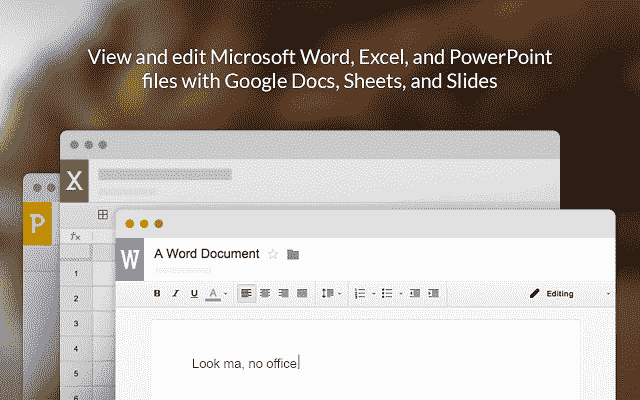 View and edit Microsoft Word, Excel, and PowerPoint
files with Google Docs, Sheets, and Slides
X
P
fx
1
2
3
4
5
6
W
A Word Document
B I U A
Editing
Look ma, no office